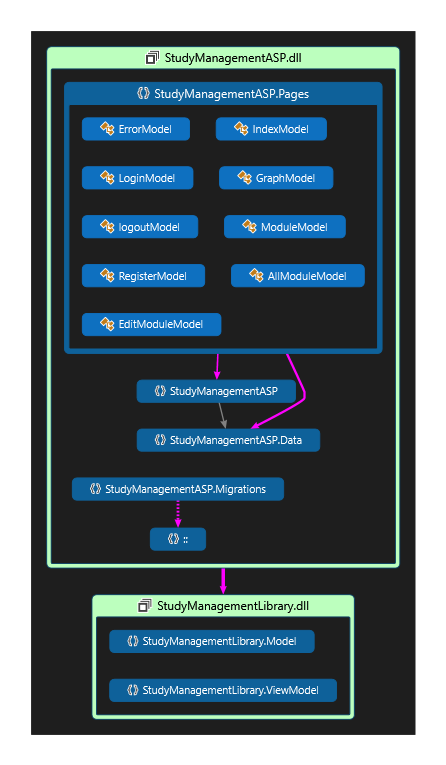 StudyManagementASP.dll
StudyManagementASP.Pages
ErrorModel
IndexModel
LoginModel
GraphModel
logoutModel
ModuleModel
RegisterModel
AllModuleModel
EditModuleModel
StudyManagementASP
StudyManagementASP.Data
StudyManagementASP.Migrations
::
StudyManagementLibrary.dll
StudyManagementLibrary.Model
StudyManagementLibrary.ViewModel